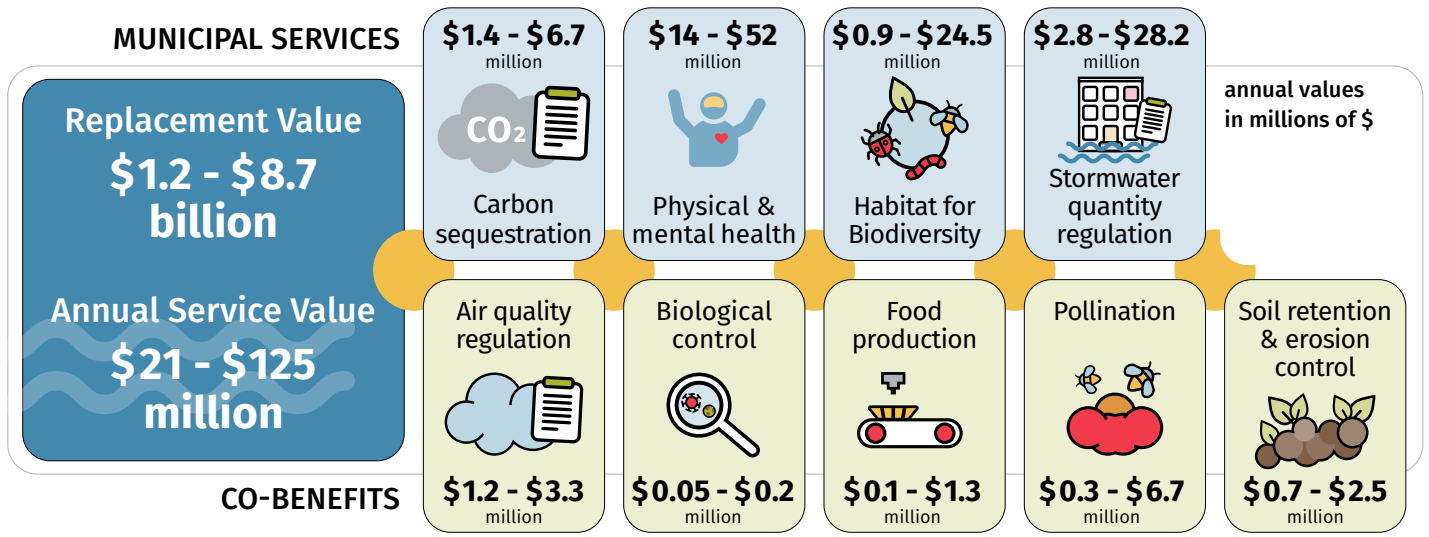 MUNICIPAL SERVICES
Replacement Value
$1.2 - $8.7
billion
Annual Service Value
$21 - $125
million
$1.4 - $6.7
million
CO2
Carbon
sequestration
$14 - $52
million
Physical &
mental health
$0.9 - $24.5
million
Habitat for
Biodiversity
$2.8 - $28.2
million
Stormwater
quantity
regulation
annual values
in millions of $
CO-BENEFITS
Air quality
regulation
$1.2 - $3.3
million
Biological
control
$0.05 - $0.2
million
Food
production
$0.1 - $1.3
million
Pollination
$0.3 - $6.7
million
Soil retention
& erosion
control
$0.7 - $2.5
million